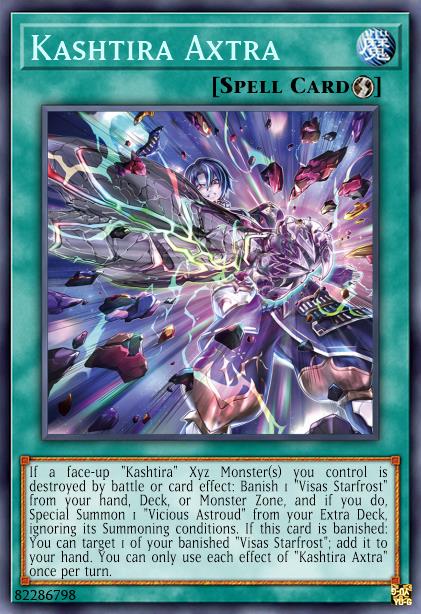 Kashtira Axtra
魔
[Spell Card]
If a face-up "Kashtira" Xyz Monster(s) you control is
destroyed by battle or card effect: Banish 1 "Visas Starfrost"
from your hand, Deck, or Monster Zone, and if you do,
Special Summon 1 "Vicious Astroud" from your Extra Deck,
ignoring its Summoning conditions. If this card is banished:
You can target 1 of your banished "Visas Starfrost"; add it to
your hand. You can only use each effect of "Kashtira Axtra"
once per turn.
82286798